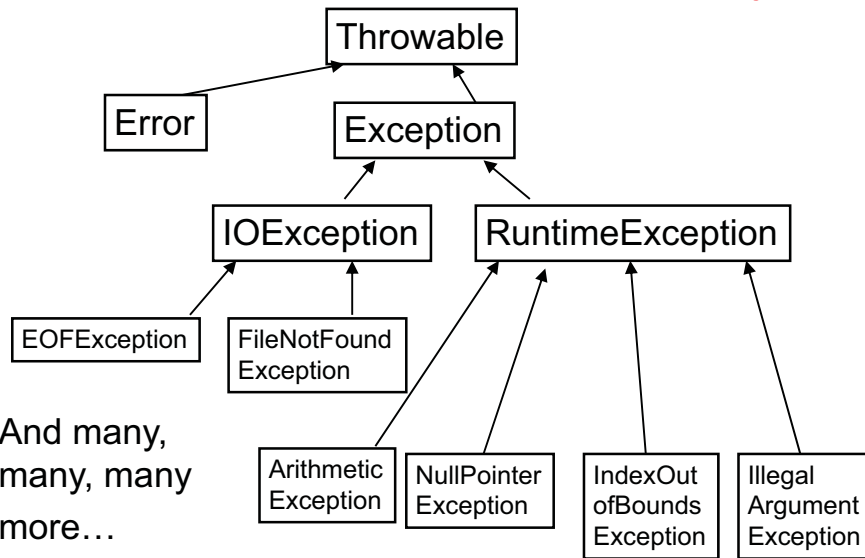 Throwable
Error
Exception
IOException
RuntimeException
EOFException
FileNotFound
Exception
And many,
many, many
more…
Arithmetic
Exception
NullPointer
Exception
IndexOut
ofBounds
Exception
Illegal
Argument
Exception